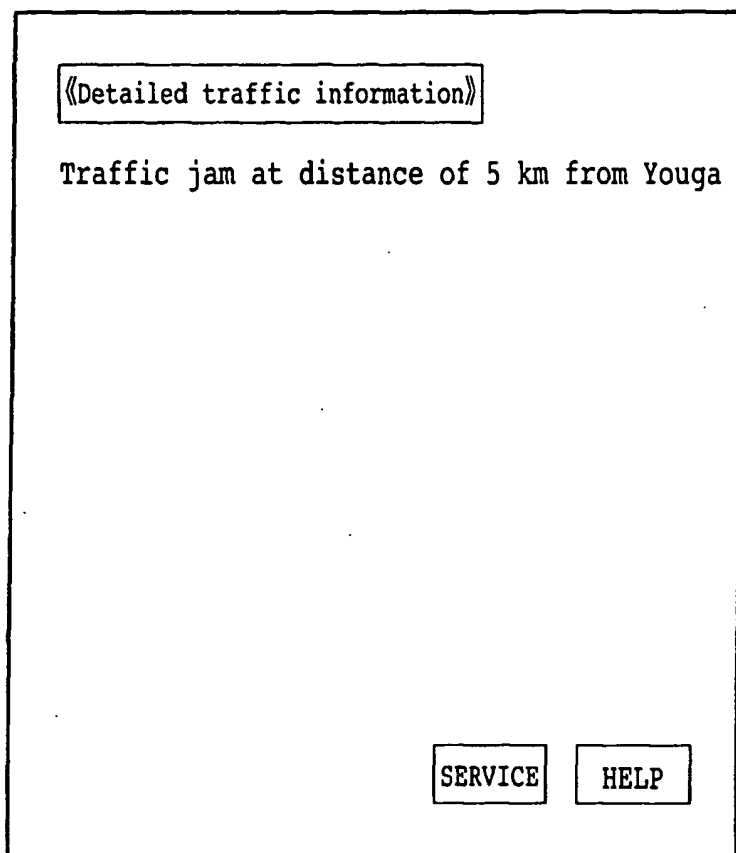 《Detailed traffic information》
Traffic jam at distance of 5 km from Youga
SERVICE HELP